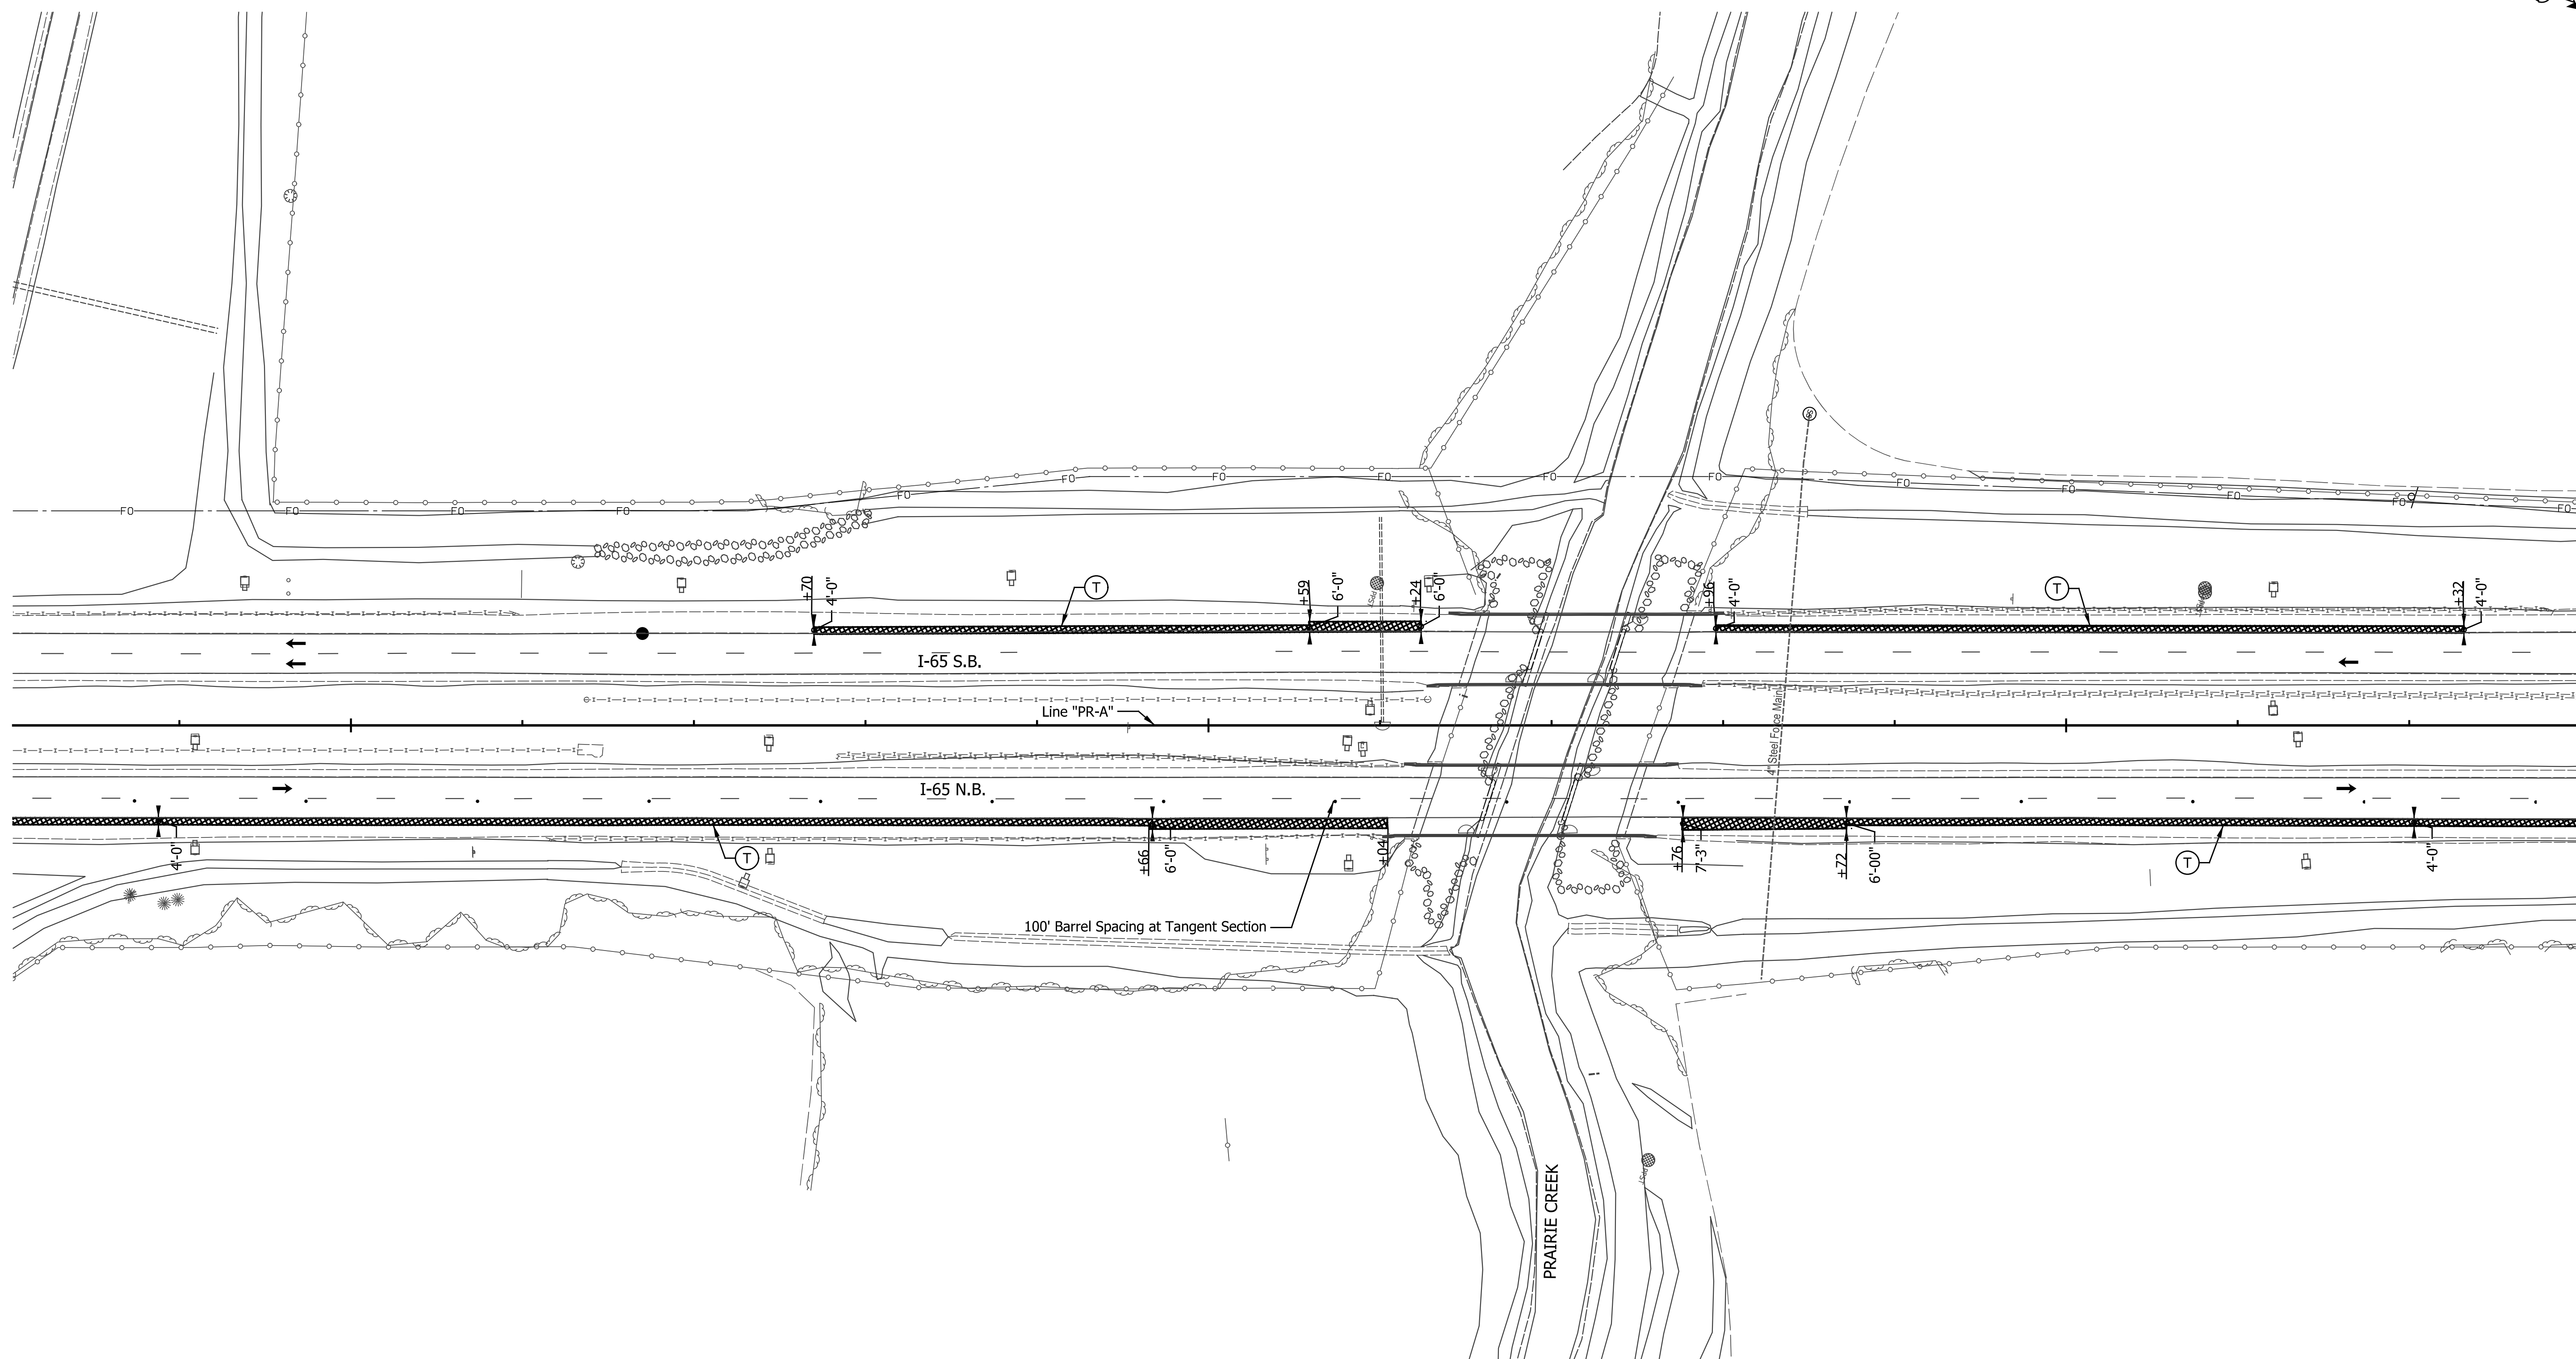 FO FO FO FO FO FO FO FO FO FO FO FO FO FO FO
SS
+70
4'-0"
T
+59
6'-0"
+24
6'-0"
+96
4'-0"
T
+32
4'-0"
I-65 S.B.
Line "PR-A"
4" Steel Force Main
I-65 N.B.
4'-0"
T
+66
6'-0"
+04
+76
7'-3"
+72
6'-00"
T
4'-0"
100' Barrel Spacing at Tangent Section
PRAIRIE CREEK